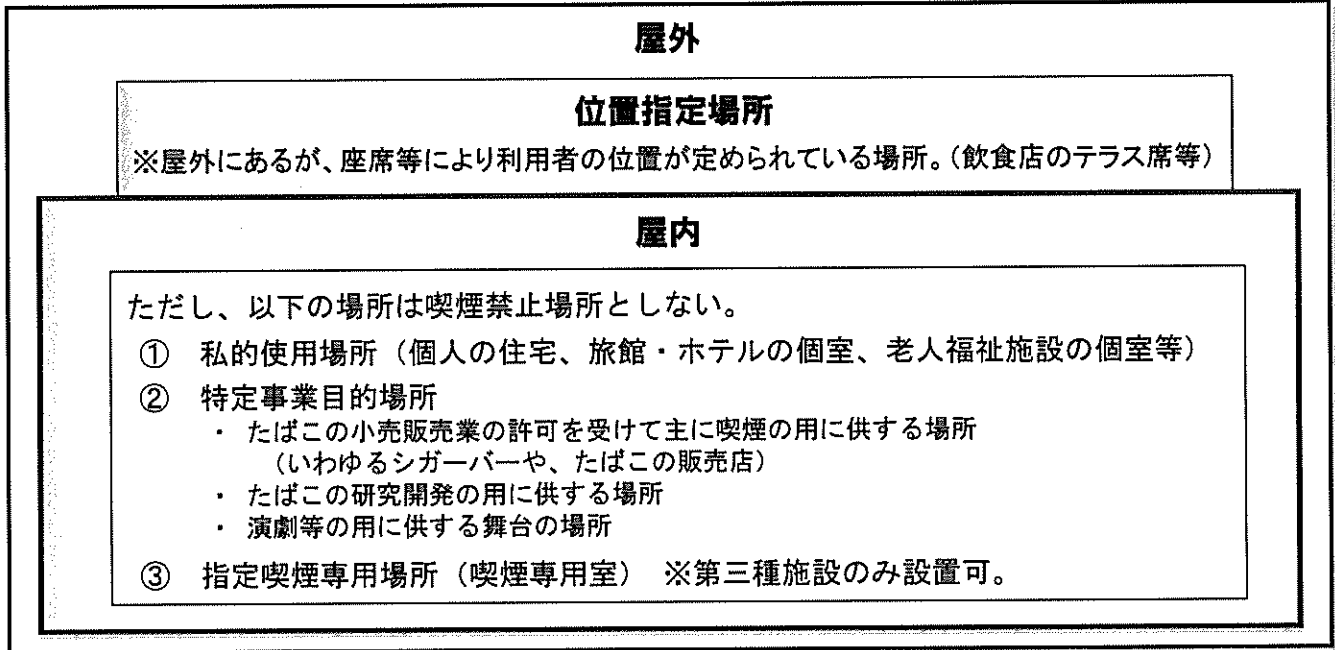 屋外
位置指定場所
※屋外にあるが、座席等により利用者の位置が定められている場所。（飲食店のテラス席等）
屋内
ただし、以下の場所は喫煙禁止場所としない。
① 私的使用場所（個人の住宅、旅館・ホテルの個室、老人福祉施設の個室等）
② 特定事業目的場所
・ たばこの小売販売業の許可を受けて主に喫煙の用に供する場所
（いわゆるシガーバーや、たばこの販売店）
・ たばこの研究開発の用に供する場所
・ 演劇等の用に供する舞台の場所
③ 指定喫煙専用場所（喫煙専用室） ※第三種施設のみ設置可。